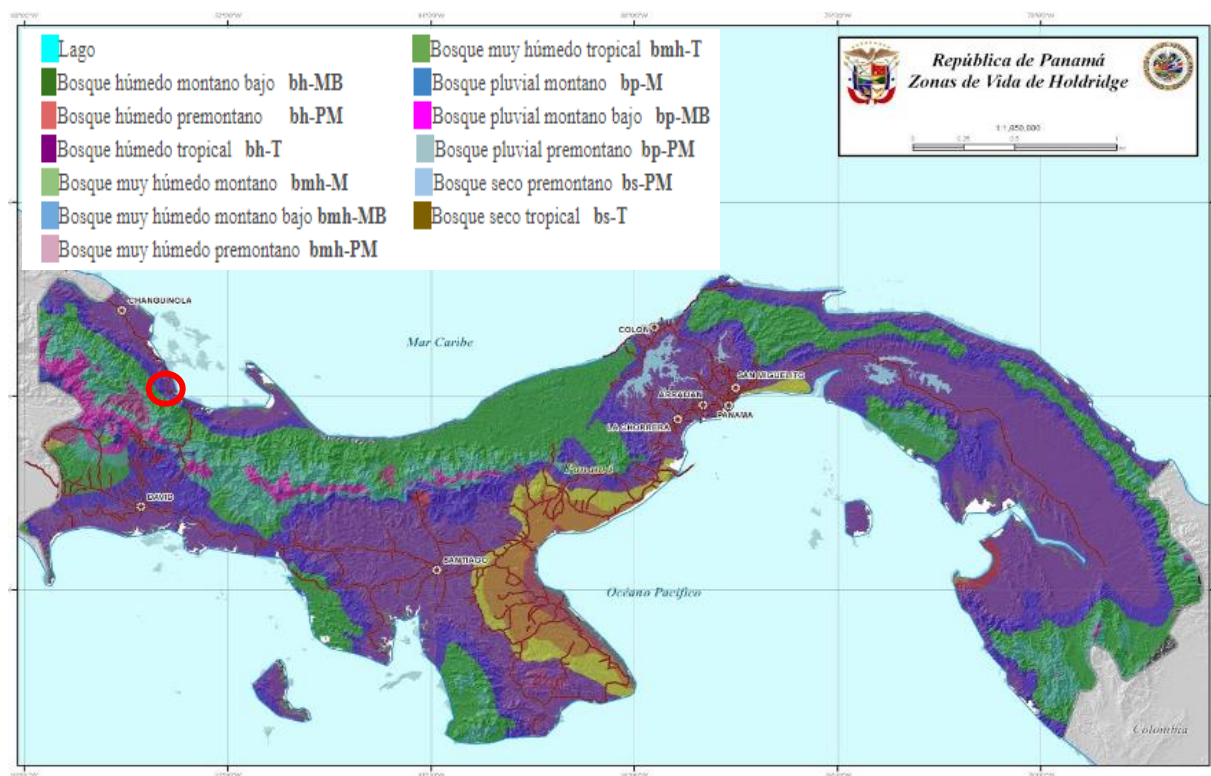 Lago
Bosque húmedo montano bajo bh-MB
Bosque húmedo premontano bh-PM
Bosque húmedo tropical bh-T
Bosque muy húmedo montano bmh-M
Bosque muy húmedo montano bajo bmh-MB
Bosque muy húmedo premontano bmh-PM
Bosque muy húmedo tropical bmh-T
Bosque pluvial montano bp-M
Bosque pluvial montano bajo bp-MB
Bosque pluvial premontano bp-PM
Bosque seco premontano bs-PM
Bosque seco tropical bs-T
República de Panamá
Zonas de Vida de Holdridge
CHANGUINOLA
Mar Caribe
COLON
SAN MIGUELITO
ARRAIJAN
PANAMA
LA CHORRERA
Panamá
DAVID
SANTIAGO
Océano Pacífico
Colombia